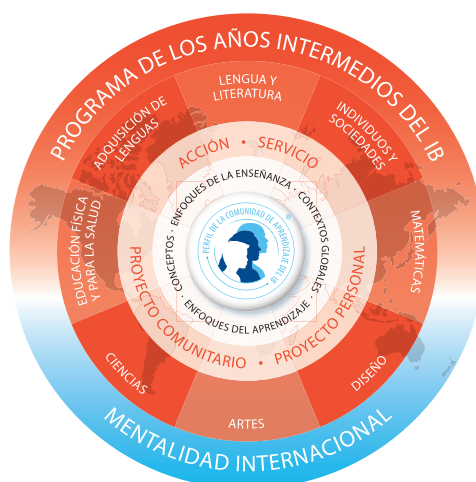 PROGRAMA DE LOS AÑOS INTERMEDIOS DEL IB
LENGUA Y
LITERATURA
ADQUISICIÓN DE
LENGUAS
INDIVIDUOS Y
SOCIEDADES
EDUCACIÓN FÍSICA
Y PARA LA SALUD
MATEMÁTICAS
CIENCIAS
DISEÑO
ARTES
ACCIÓN • SERVICIO
PROYECTO COMUNITARIO • PROYECTO PERSONAL
CONCEPTOS · ENFOQUES DE LA ENSEÑANZA · CONTEXTOS GLOBALES ·
ENFOQUES DEL APRENDIZAJE ·
• PERFIL DE LA COMUNIDAD DE APRENDIZAJE DEL IB
®
MENTALIDAD INTERNACIONAL